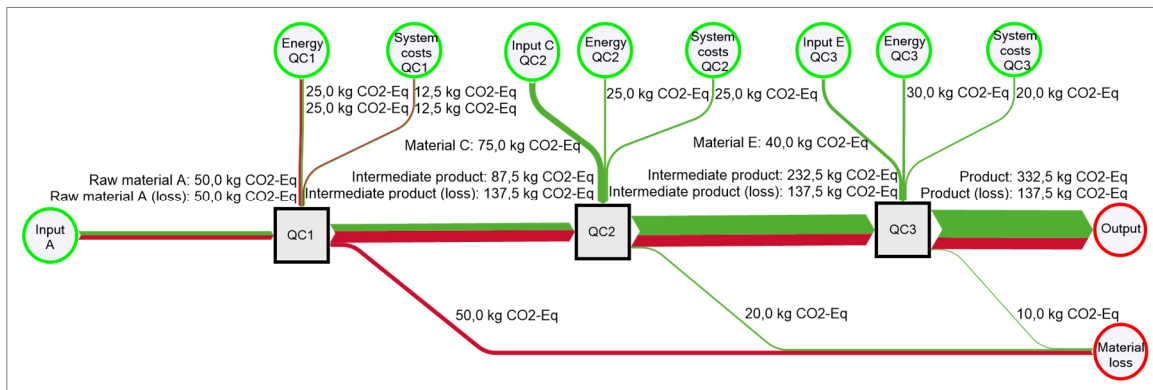 Energy
QC1
System
costs
QC1
Input C
QC2
Energy
QC2
System
costs
QC2
Input E
QC3
Energy
QC3
System
costs
QC3
25,0 kg CO2-Eq
25,0 kg CO2-Eq
12,5 kg CO2-Eq
12,5 kg CO2-Eq
25,0 kg CO2-Eq
25,0 kg CO2-Eq
30,0 kg CO2-Eq
20,0 kg CO2-Eq
Material C: 75,0 kg CO2-Eq
Material E: 40,0 kg CO2-Eq
Raw material A: 50,0 kg CO2-Eq
Raw material A (loss): 50,0 kg CO2-Eq
Intermediate product: 87,5 kg CO2-Eq
Intermediate product (loss): 137,5 kg CO2-Eq
Intermediate product: 232,5 kg CO2-Eq
Intermediate product (loss): 137,5 kg CO2-Eq
Product: 332,5 kg CO2-Eq
Product (loss): 137,5 kg CO2-Eq
Input
A
QC1
QC2
QC3
Output
50,0 kg CO2-Eq
20,0 kg CO2-Eq
10,0 kg CO2-Eq
Material
loss